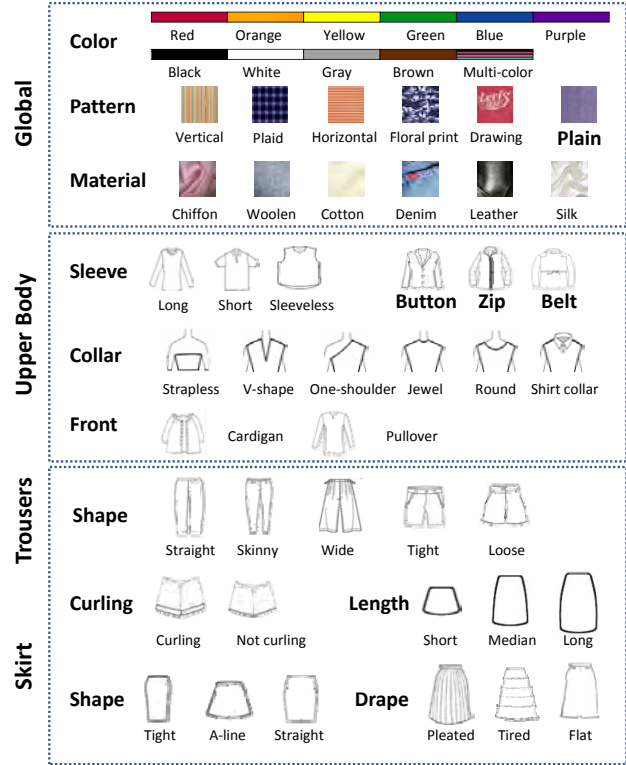 Global
Color
Red Orange Yellow Green Blue Purple
Black White Gray Brown Multi-color
Pattern
Vertical Plaid Horizontal Floral print Drawing Plain
Material
Chiffon Woolen Cotton Denim Leather Silk
Upper Body
Sleeve
Long Short Sleeveless Button Zip Belt
Collar
Strapless V-shape One-shoulder Jewel Round Shirt collar
Front
Cardigan Pullover
Trousers
Shape
Straight Skinny Wide Tight Loose
Curling Length
Curling Not curling Short Median Long
Skirt
Shape Drape
Tight A-line Straight Pleated Tired Flat